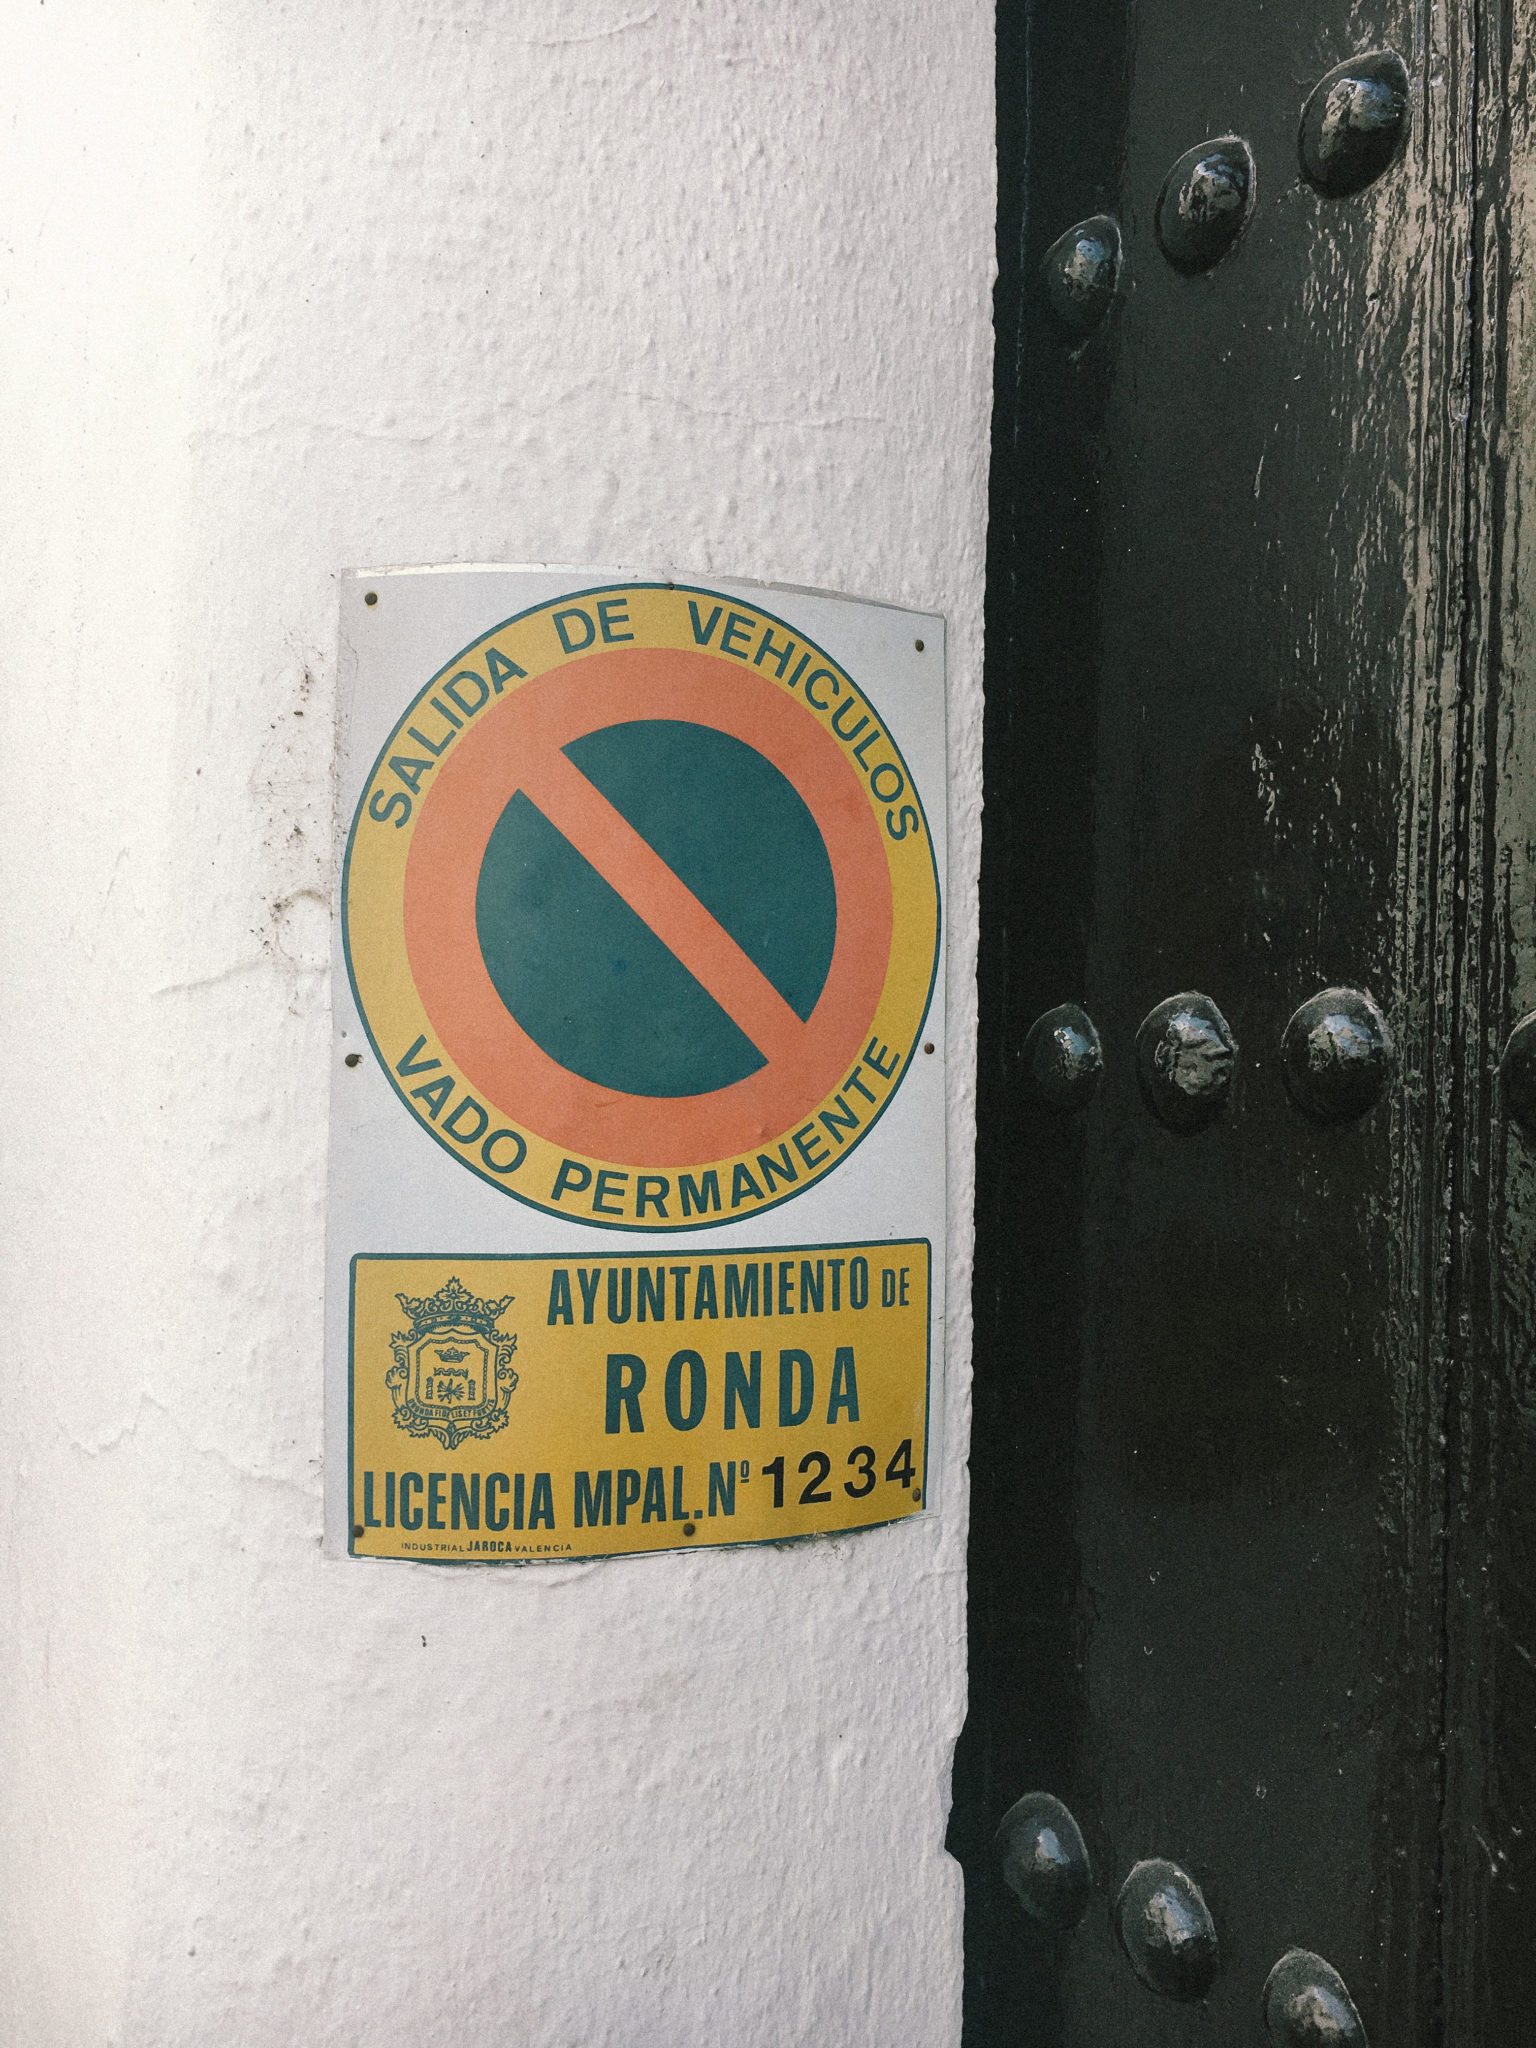 SALIDA DE VEHICULOS
VADO PERMANENTE
AYUNTAMIENTO DE
RONDA
LICENCIA MPAL. Nº 1234
INDUSTRIAL JAROCA VALENCIA